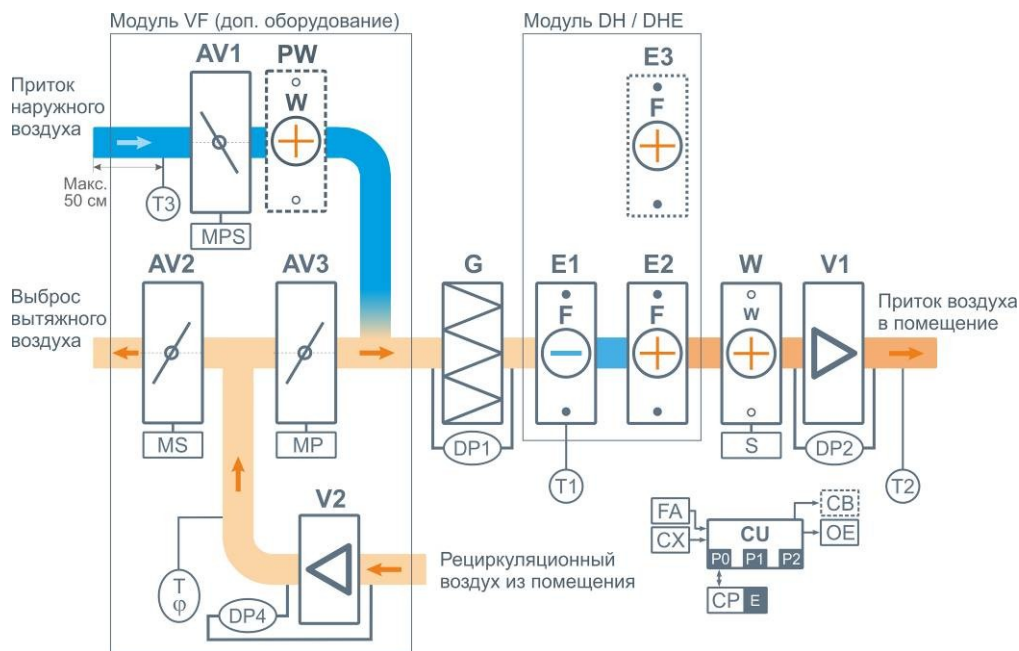 Модуль VF (доп. оборудование)
Модуль DH / DHE
AV1
PW
E3
Приток
наружного
воздуха
W
F
Макс.
50 см
T3
MPS
AV2
AV3
G
E1
E2
W
V1
Выброс
вытяжного
воздуха
F
F
w
Приток воздуха
в помещение
MS
MP
DP1
S
DP2
T1
T2
V2
FA
CX
CU
CB
OE
P0
P1
P2
Рециркуляционный
воздух из помещения
T
φ
DP4
CP
E